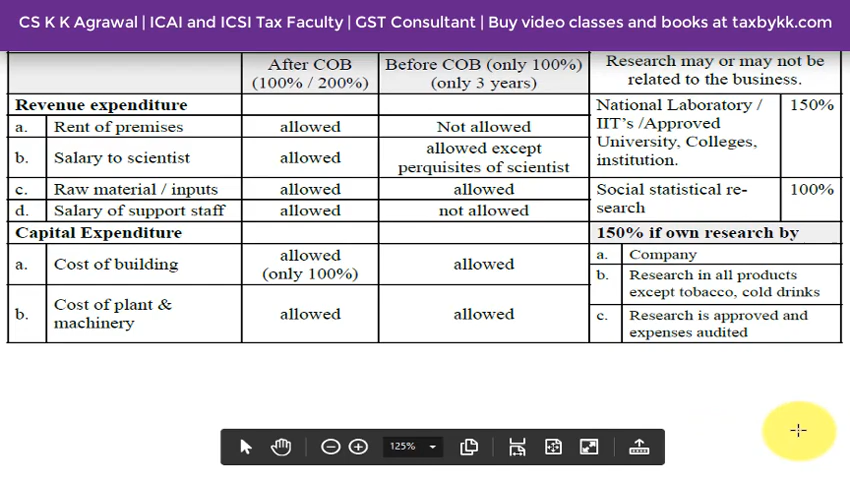 CS K K Agrawal | ICAI and ICSI Tax Faculty | GST Consultant | Buy video classes and books at taxbykk.com
After COB
(100% / 200%)
Before COB (only 100%)
(only 3 years)
Research may or may not be
related to the business.
Revenue expenditure
a. Rent of premises allowed Not allowed
b. Salary to scientist allowed allowed except
perquisites of scientist
c. Raw material / inputs allowed allowed
d. Salary of support staff allowed not allowed
National Laboratory /
IIT's /Approved
University, Colleges,
institution.
150%
Social statistical re-
search
100%
Capital Expenditure
a. Cost of building allowed
(only 100%)
allowed
b. Cost of plant &
machinery
allowed allowed
150% if own research by
a. Company
b. Research in all products
except tobacco, cold drinks
c. Research is approved and
expenses audited
125%